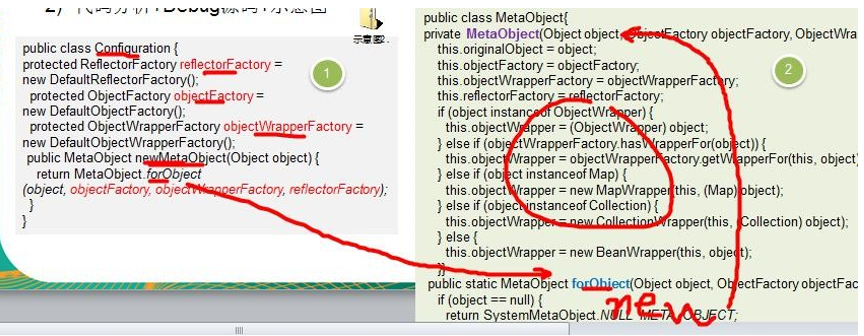 2) 代码分析+Debug源码+示意图
示意图2..
public class Configuration {
protected ReflectorFactory reflectorFactory =
new DefaultReflectorFactory();
protected ObjectFactory objectFactory =
new DefaultObjectFactory();
protected ObjectWrapperFactory objectWrapperFactory =
new DefaultObjectWrapperFactory();
public MetaObject newMetaObject(Object object) {
return MetaObject.forObject
(object, objectFactory, objectWrapperFactory, reflectorFactory);
}
}
1
public class MetaObject{
private MetaObject(Object object, ObjectFactory objectFactory, ObjectWra
this.originalObject = object;
this.objectFactory = objectFactory;
this.objectWrapperFactory = objectWrapperFactory;
this.reflectorFactory = reflectorFactory;
if (object instanceof ObjectWrapper) {
this.objectWrapper = (ObjectWrapper) object;
} else if (objectWrapperFactory.hasWrapperFor(object)) {
this.objectWrapper = objectWrapperFactory.getWrapperFor(this, object)
} else if (object instanceof Map) {
this.objectWrapper = new MapWrapper(this, (Map) object);
} else if (object instanceof Collection) {
this.objectWrapper = new CollectionWrapper(this, (Collection) object);
} else {
this.objectWrapper = new BeanWrapper(this, object);
}}
public static MetaObject forObject(Object object, ObjectFactory objectFact
if (object == null) {
return SystemMetaObject.NULL_META_OBJECT;
2
new